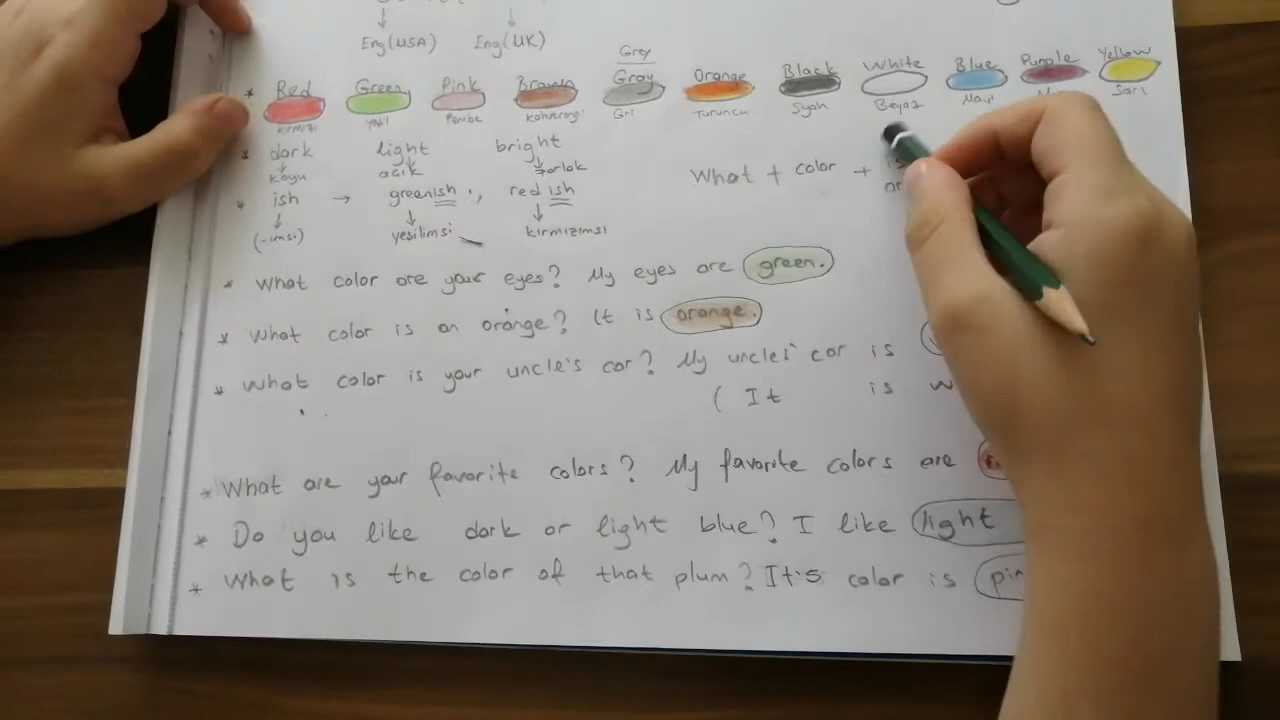 Eng(USA) Eng(UK)
Grey
* Red Green Pink Brown Gray Orange Black White Blue Purple Yellow
Kırmızı Yeşil Pembe Kahverengi Gri Turuncu Syah Beyaz Mavi Sarı
* dark light bright
Koyu açık Parlak
* ish → greenish ., redish
(-ımsi) yeşilimsi kırmızımsı
What + color + is
* What color are your eyes? My eyes are green.
* What color is an orange? It is orange.
* What color is your uncle's car? My uncles' car is
( It is
* What are your favorite colors? My favorite colors are
* Do you like dark or light blue? I like light
* What is the color of that plum? It's color is